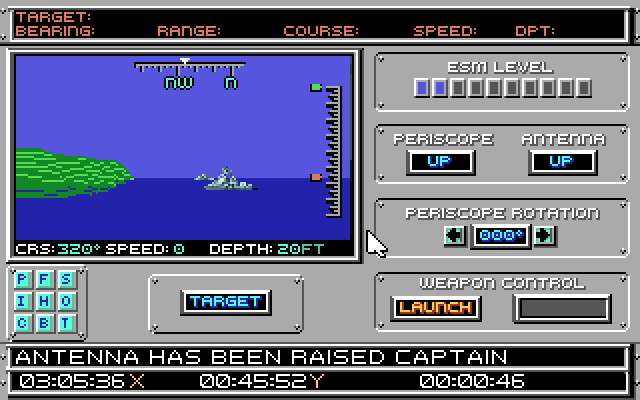 TARGET:
BEARING: RANGE: COURSE: SPEED: DPT:
NW N
CRS:320° SPEED:0 DEPTH:20FT
ESM LEVEL
PERISCOPE ANTENNA
UP UP
PERISCOPE ROTATION
000°
WEAPON CONTROL
LAUNCH
P F S
I H O
C B T
TARGET
ANTENNA HAS BEEN RAISED CAPTAIN
03:05:36X 00:45:52Y 00:00:46